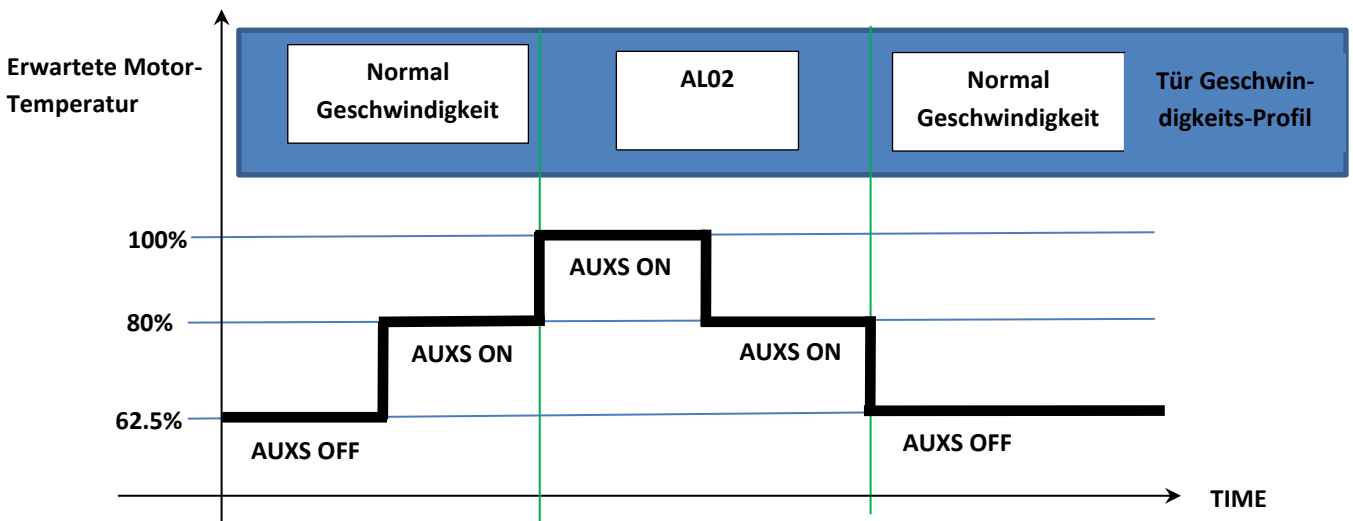 Erwartete Motor-
Temperatur
Normal
Geschwindigkeit
AL02
Normal
Geschwindigkeit
Tür Geschwin-
digkeits-Profil
100%
AUXS ON
80%
AUXS ON
AUXS ON
62.5%
AUXS OFF
AUXS OFF
TIME